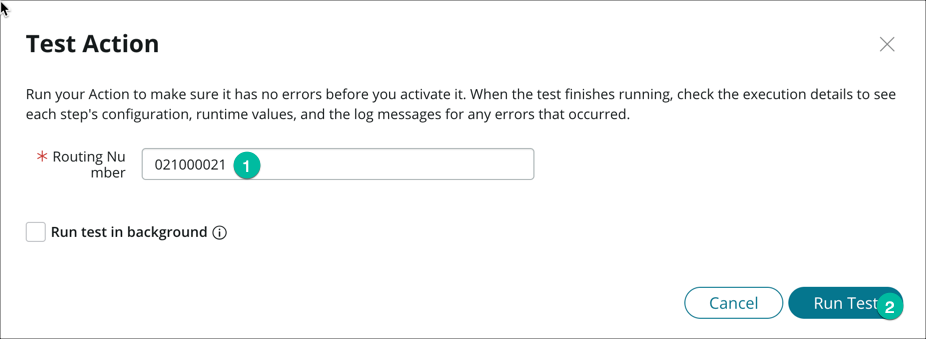 Test Action
Run your Action to make sure it has no errors before you activate it. When the test finishes running, check the execution details to see
each step's configuration, runtime values, and the log messages for any errors that occurred.
* Routing Nu
mber
021000021 1
Run test in background i
Cancel Run Test 2